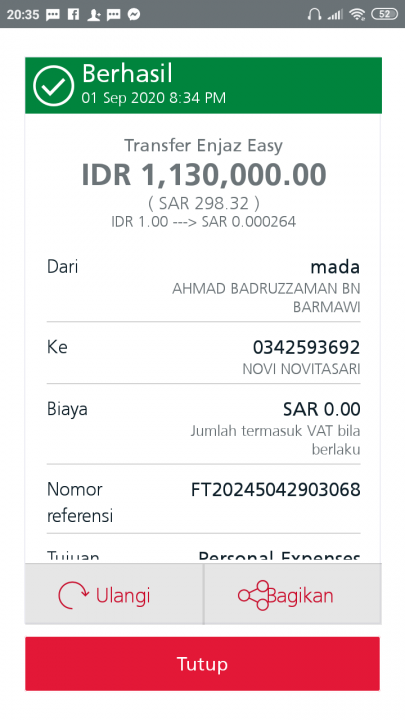 20:35
52
Berhasil
01 Sep 2020 8:34 PM
Transfer Enjaz Easy
IDR 1,130,000.00
( SAR 298.32 )
IDR 1.00 ---> SAR 0.000264
Dari
mada
AHMAD BADRUZZAMAN BN
BARMAWI
Ke
0342593692
NOVI NOVITASARI
Biaya
SAR 0.00
Jumlah termasuk VAT bila
berlaku
Nomor
referensi
FT20245042903068
Tujuan
Personal Expenses
Ulangi
Bagikan
Tutup